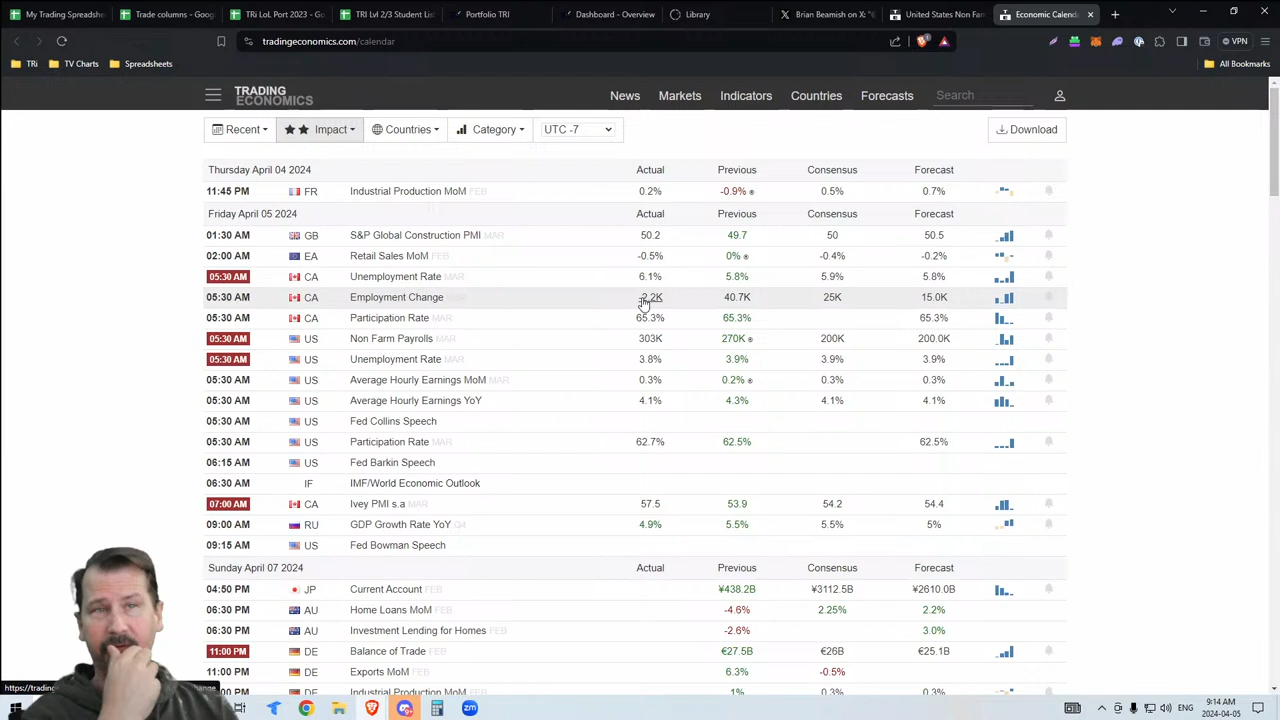 My Trading Spreadshe
Trade columns - Goog
TRi LoL Port 2023 - G
TRI Lvl 2/3 Student Lis
Portfolio TRI
Dashboard - Overview
Library
Brian Beamish on X: "
United States Non Farm
Economic Calenda
tradingeconomics.com/calendar
VPN
TRi
TV Charts
Spreadsheets
All Bookmarks
TRADING
ECONOMICS
News Markets Indicators Countries Forecasts Search
Recent Impact Countries Category UTC -7 Download
Thursday April 04 2024 Actual Previous Consensus Forecast
11:45 PM FR Industrial Production MoM FEB 0.2% -0.9% ® 0.5% 0.7%
Friday April 05 2024 Actual Previous Consensus Forecast
01:30 AM GB S&P Global Construction PMI MAR 50.2 49.7 50 50.5
02:00 AM EA Retail Sales MoM FEB -0.5% 0% ® -0.4% -0.2%
05:30 AM CA Unemployment Rate MAR 6.1% 5.8% 5.9% 5.8%
05:30 AM CA Employment Change MAR 40.7K 25K 15.0K
05:30 AM CA Participation Rate MAR 65.3% 65.3% 65.3%
05:30 AM US Non Farm Payrolls MAR 303K 270K ® 200K 200.0K
05:30 AM US Unemployment Rate MAR 3.8% 3.9% 3.9% 3.9%
05:30 AM US Average Hourly Earnings MoM MAR 0.3% 0.2% ® 0.3% 0.3%
05:30 AM US Average Hourly Earnings YoY 4.1% 4.3% 4.1% 4.1%
05:30 AM US Fed Collins Speech
05:30 AM US Participation Rate MAR 62.7% 62.5% 62.5%
06:15 AM US Fed Barkin Speech
06:30 AM IF IMF/World Economic Outlook
07:00 AM CA Ivey PMI s.a MAR 57.5 53.9 54.2 54.4
09:00 AM RU GDP Growth Rate YoY Q4 4.9% 5.5% 5.5% 5%
09:15 AM US Fed Bowman Speech
Sunday April 07 2024 Actual Previous Consensus Forecast
04:50 PM JP Current Account FEB ¥438.2B ¥3112.5B ¥2610.0B
06:30 PM AU Home Loans MoM FEB -4.6% 2.25% 2.2%
06:30 PM AU Investment Lending for Homes FEB -2.6% 3.0%
11:00 PM DE Balance of Trade FEB €27.5B €26B €25.1B
11:00 PM DE Exports MoM FEB 6.3% -0.5%
DE Industrial Production MoM FEB 0.3% 0.3%
https://trading
ENG
9:14 AM
2024-04-05